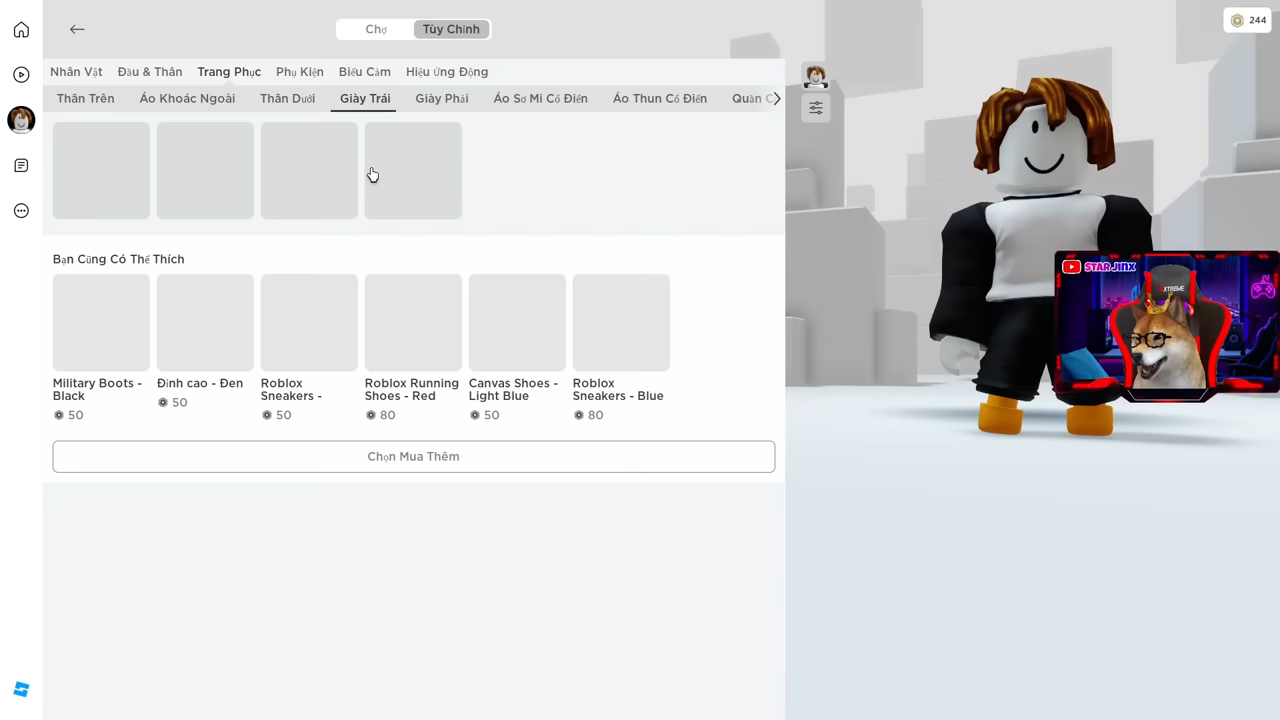 Chợ
Tùy Chỉnh
244
Nhân Vật
Đầu & Thân
Trang Phục
Phụ Kiện
Biểu Cảm
Hiệu ứng Động
Thân Trên
Áo Khoác Ngoài
Thân Dưới
Giày Trái
Giày Phải
Áo Sơ Mi Cổ Điển
Áo Thun Cổ Điển
Quần C
Bạn Cũng Có Thể Thích
Military Boots -
Black
50
Đỉnh cao - Đen
50
Roblox
Sneakers -
50
Roblox Running
Shoes - Red
80
Canvas Shoes -
Light Blue
50
Roblox
Sneakers - Blue
80
Chọn Mua Thêm
STAR JINX
XTREME